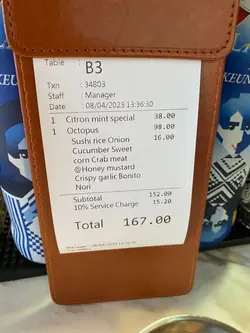 Table : B3
Txn : 34803
Staff : Manager
Date : 08/04/2023 13:36:30
1 Citron mint special 38.00
1 Octopus 98.00
Sushi rice Onion 16.00
Cucumber Sweet
corn Crab meat
@Honey mustard
Crispy garlic Bonito
Nori
Subtotal 152.00
10% Service Charge 15.20
Total 167.00